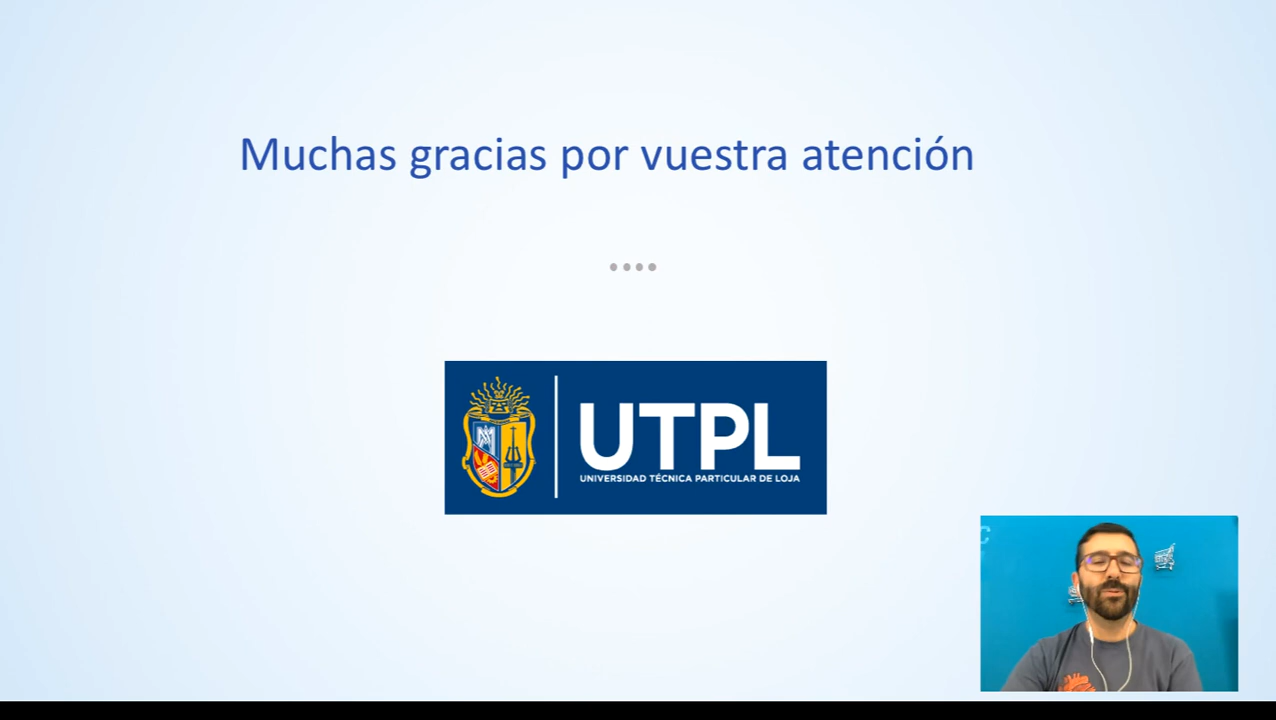 Muchas gracias por vuestra atención
UTPL
UNIVERSIDAD TÉCNICA PARTICULAR DE LOJA
C